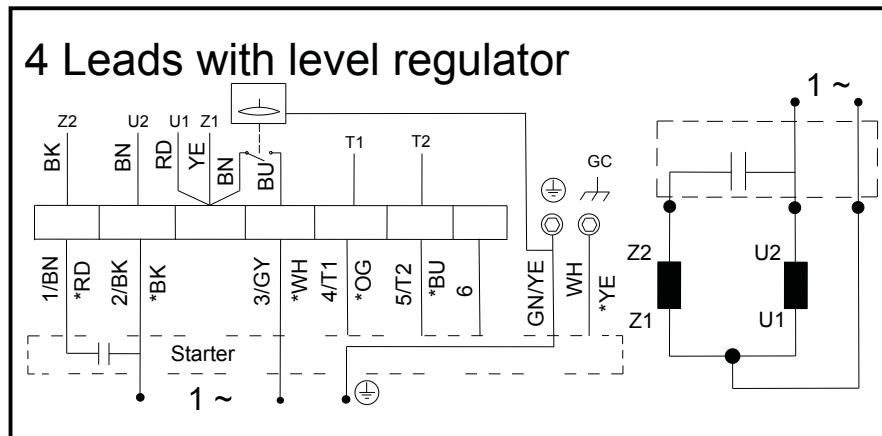 4 Leads with level regulator
1 ~
Z2 U2 U1 Z1 T1 T2
BK BN RD YE BN BU GC
1/BN *RD 2/BK *BK 3/GY *WH 4/T1 *OG 5/T2 *BU 6 GN/YE WH *YE
Z2 U2
Z1 U1
Starter
1 ~